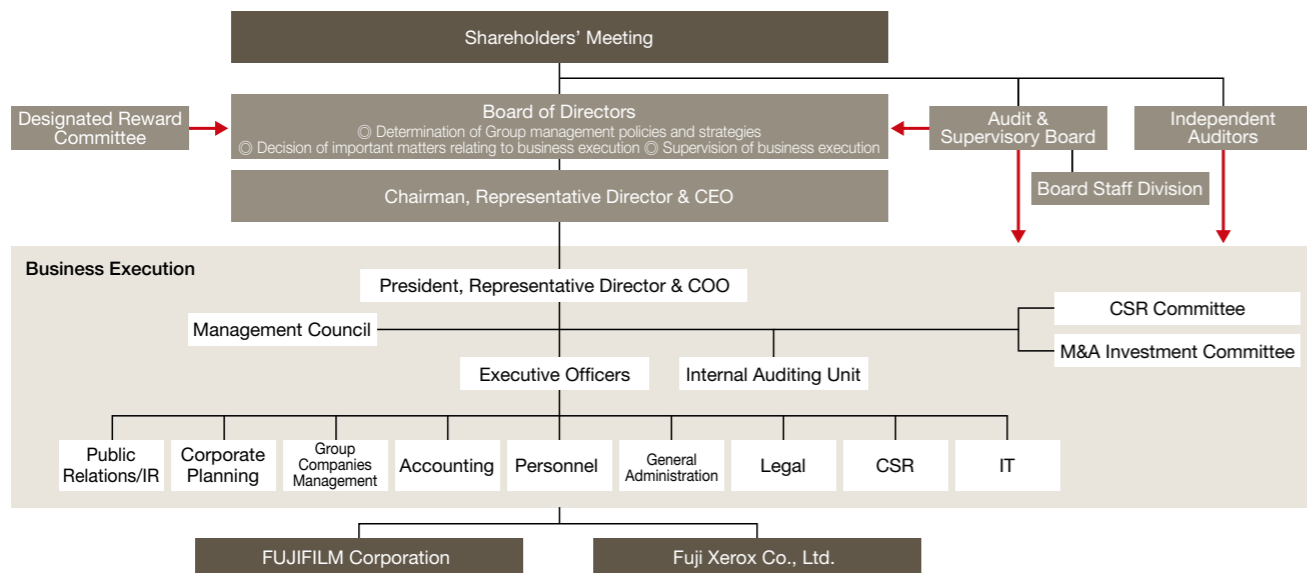 Shareholders’ Meeting
Designated Reward
Committee
Board of Directors
◎ Determination of Group management policies and strategies
◎ Decision of important matters relating to business execution ◎ Supervision of business execution
Audit &
Supervisory Board
Independent
Auditors
Board Staff Division
Chairman, Representative Director & CEO
Business Execution
President, Representative Director & COO
Management Council
CSR Committee
M&A Investment Committee
Executive Officers
Internal Auditing Unit
Public
Relations/IR
Corporate
Planning
Group
Companies
Management
Accounting
Personnel
General
Administration
Legal
CSR
IT
FUJIFILM Corporation
Fuji Xerox Co., Ltd.